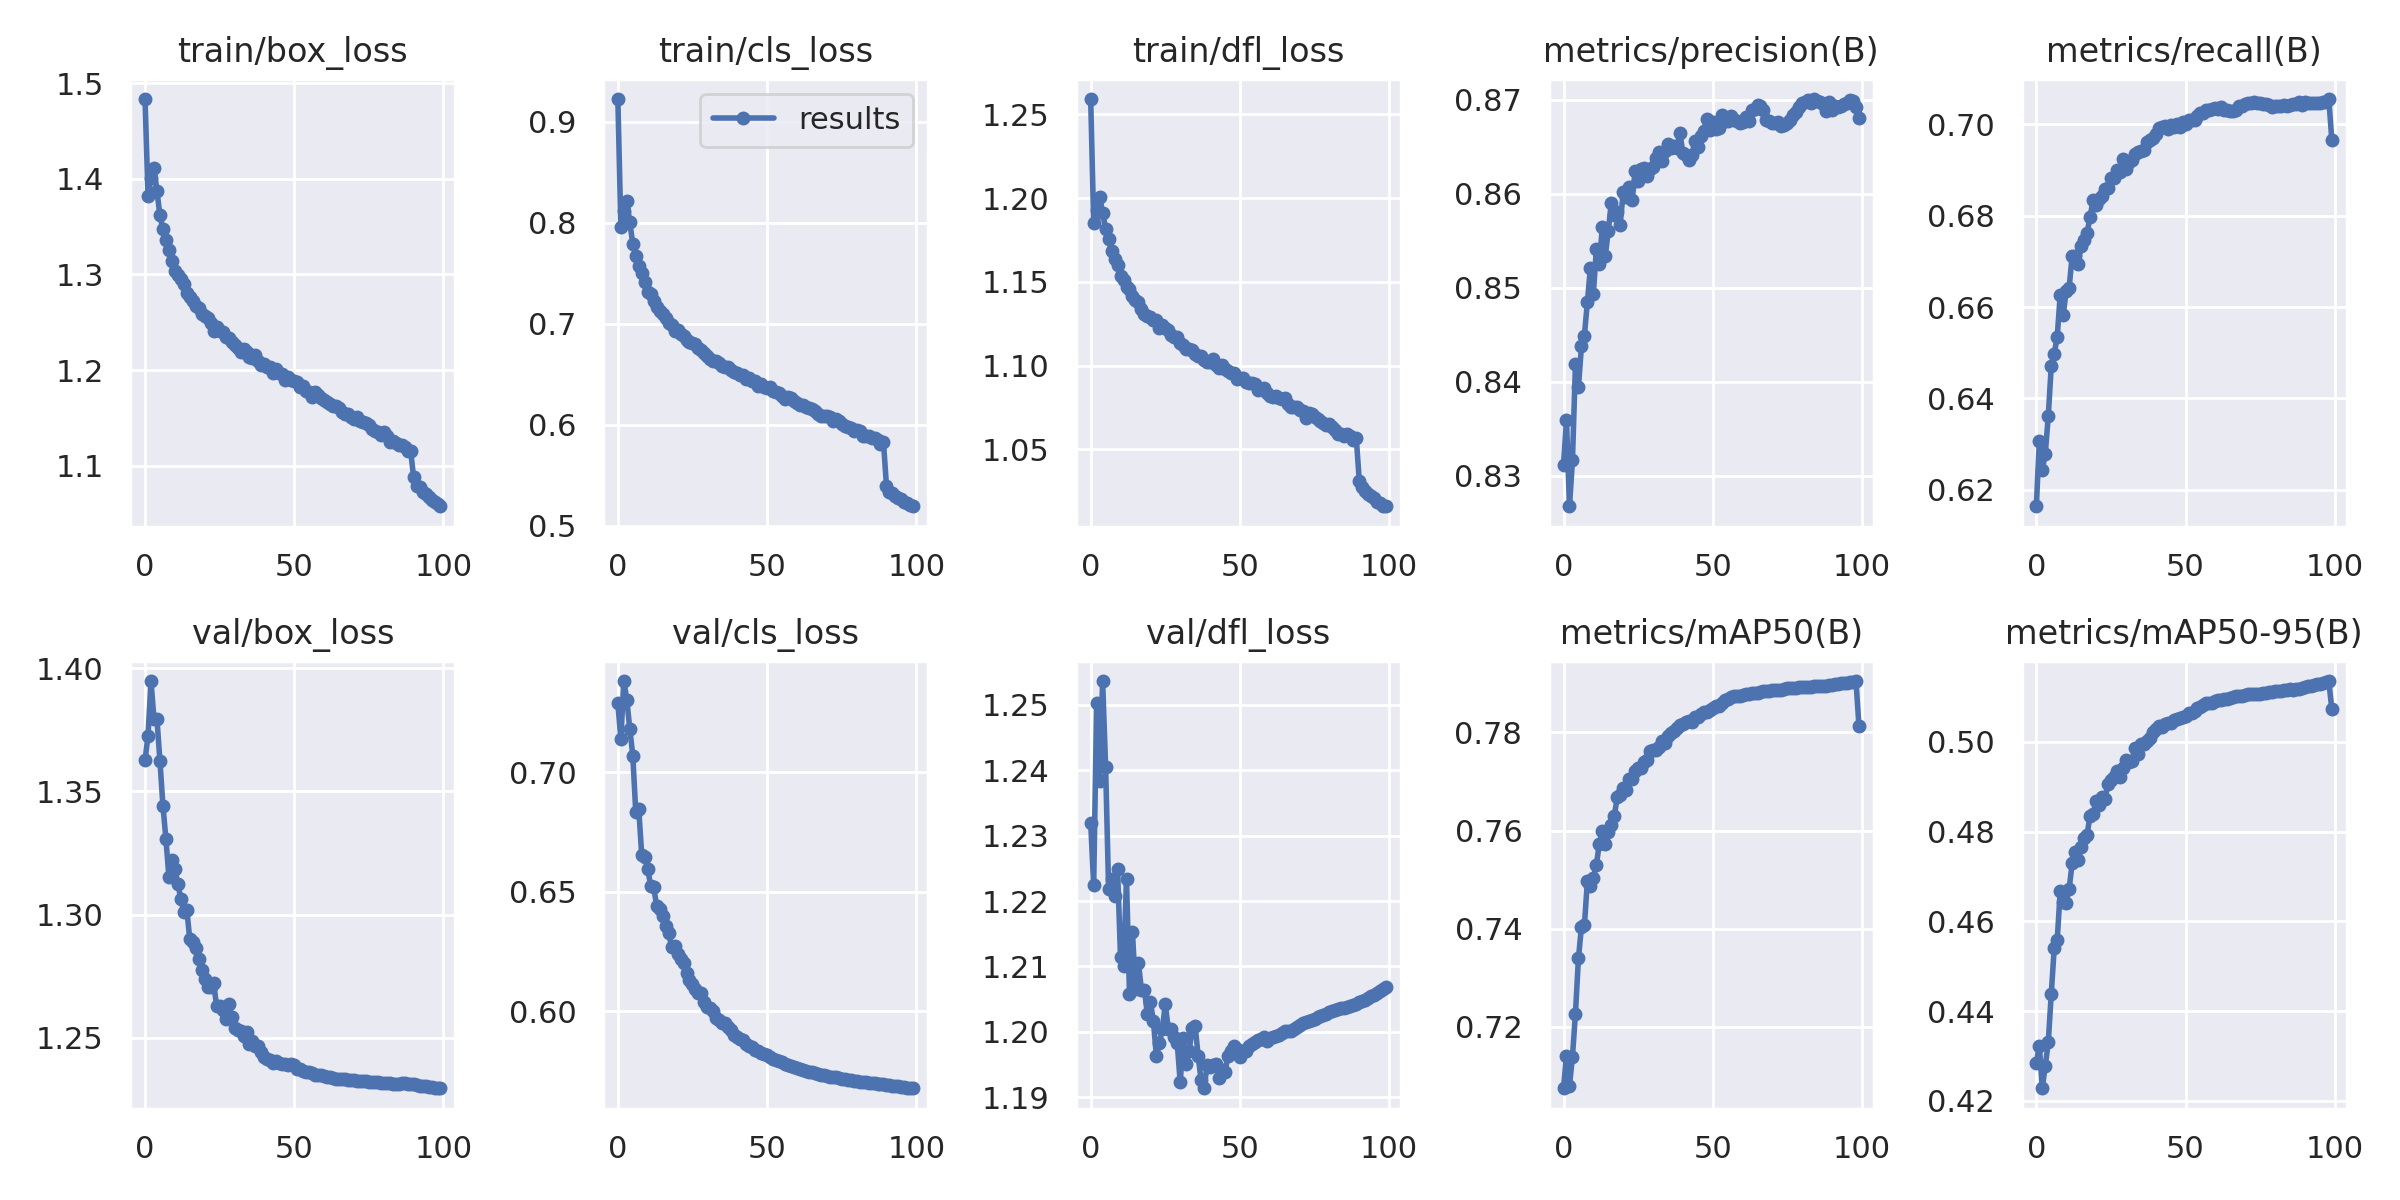 train/box_loss
1.5
1.4
1.3
1.2
1.1
0 50 100
train/cls_loss
results
0.9
0.8
0.7
0.6
0.5
0 50 100
train/dfl_loss
1.25
1.20
1.15
1.10
1.05
0 50 100
metrics/precision(B)
0.87
0.86
0.85
0.84
0.83
0 50 100
metrics/recall(B)
0.70
0.68
0.66
0.64
0.62
0 50 100
val/box_loss
1.40
1.35
1.30
1.25
0 50 100
val/cls_loss
0.70
0.65
0.60
0 50 100
val/dfl_loss
1.25
1.24
1.23
1.22
1.21
1.20
1.19
0 50 100
metrics/mAP50(B)
0.78
0.76
0.74
0.72
0 50 100
metrics/mAP50-95(B)
0.50
0.48
0.46
0.44
0.42
0 50 100